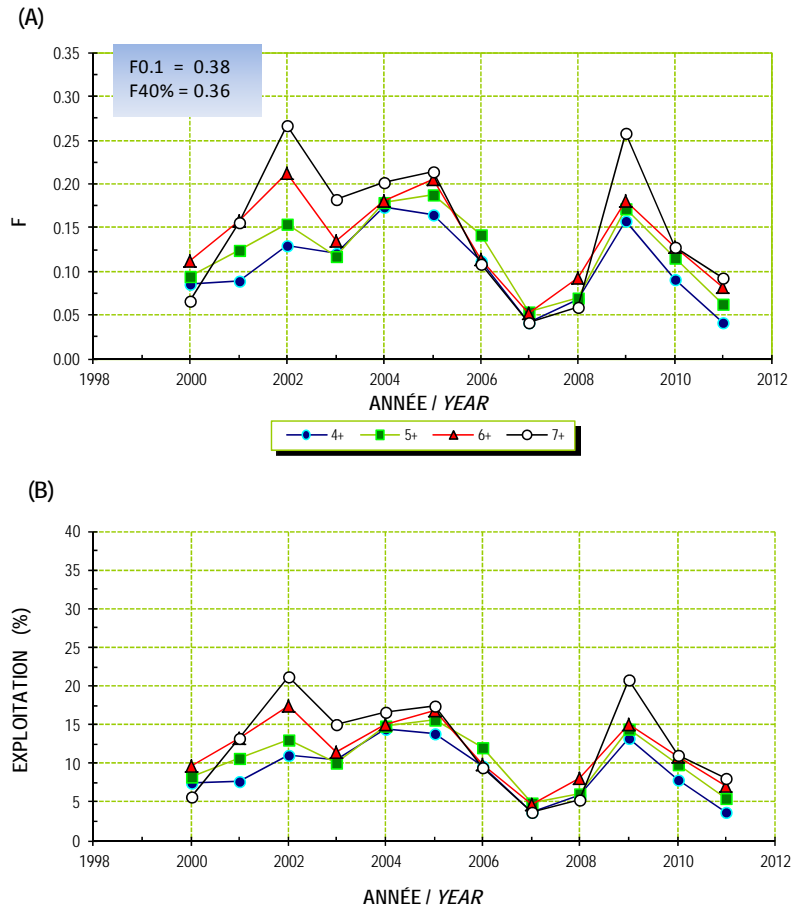 (A)
F0.1 = 0.38
F40% = 0.36
0.35
0.30
0.25
0.20
0.15
0.10
0.05
0.00
F
1998 2000 2002 2004 2006 2008 2010 2012
ANNÉE / YEAR
4+ 5+ 6+ 7+
(B)
40
35
30
25
20
15
10
5
0
EXPLOITATION (%)
1998 2000 2002 2004 2006 2008 2010 2012
ANNÉE / YEAR